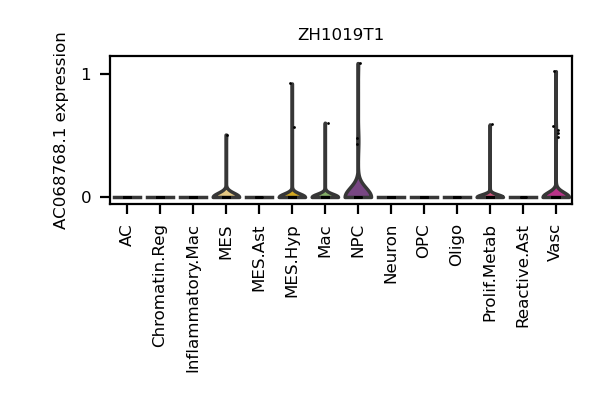 ZH1019T1
AC068768.1 expression
1
0
AC
Chromatin.Reg
Inflammatory.Mac
MES
MES.Ast
MES.Hyp
Mac
NPC
Neuron
OPC
Oligo
Prolif.Metab
Reactive.Ast
Vasc